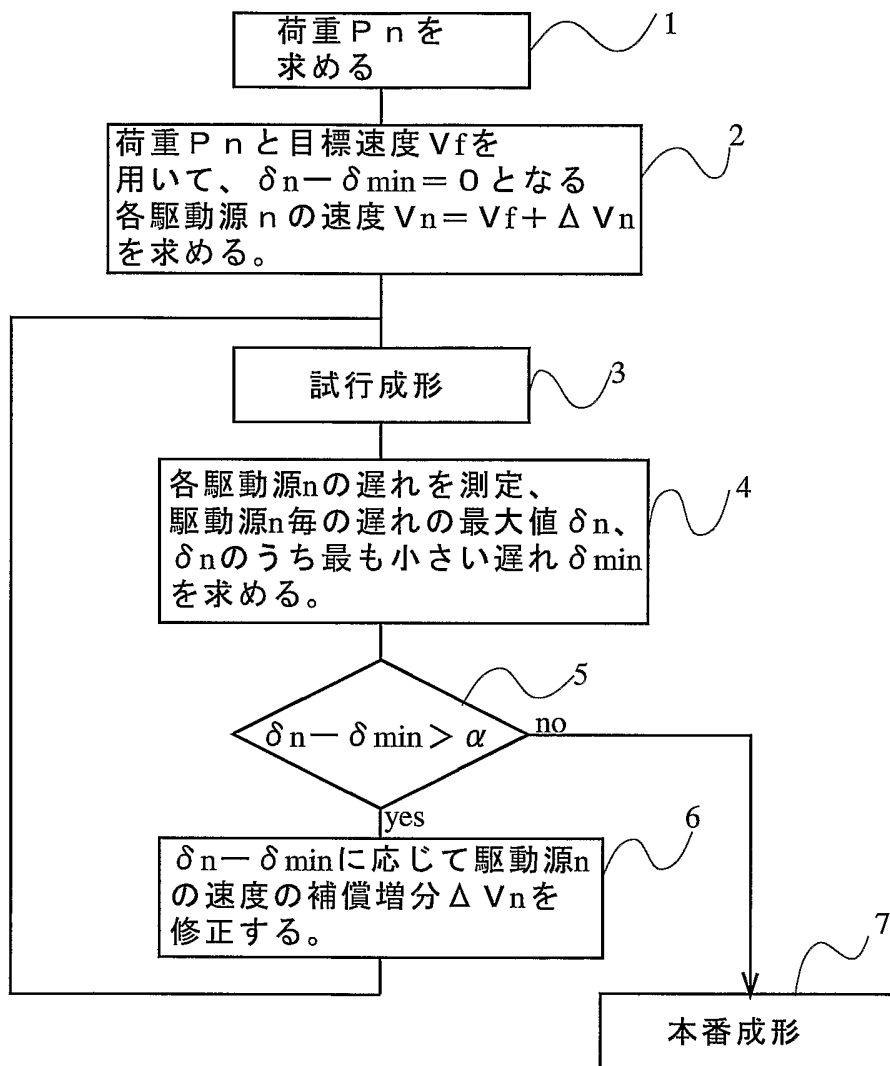 荷重Ｐｎを
求める
1
荷重Ｐｎと目標速度Ｖfを
用いて、δn－δmin＝０となる
各駆動源ｎの速度Ｖn＝Ｖf＋ΔＶn
を求める。
2
試行成形
3
各駆動源nの遅れを測定、
駆動源n毎の遅れの最大値δn、
δnのうち最も小さい遅れδmin
を求める。
4
5
δn－δmin＞α
no
yes
δn－δminに応じて駆動源n
の速度の補償増分ΔＶnを
修正する。
6
7
本番成形